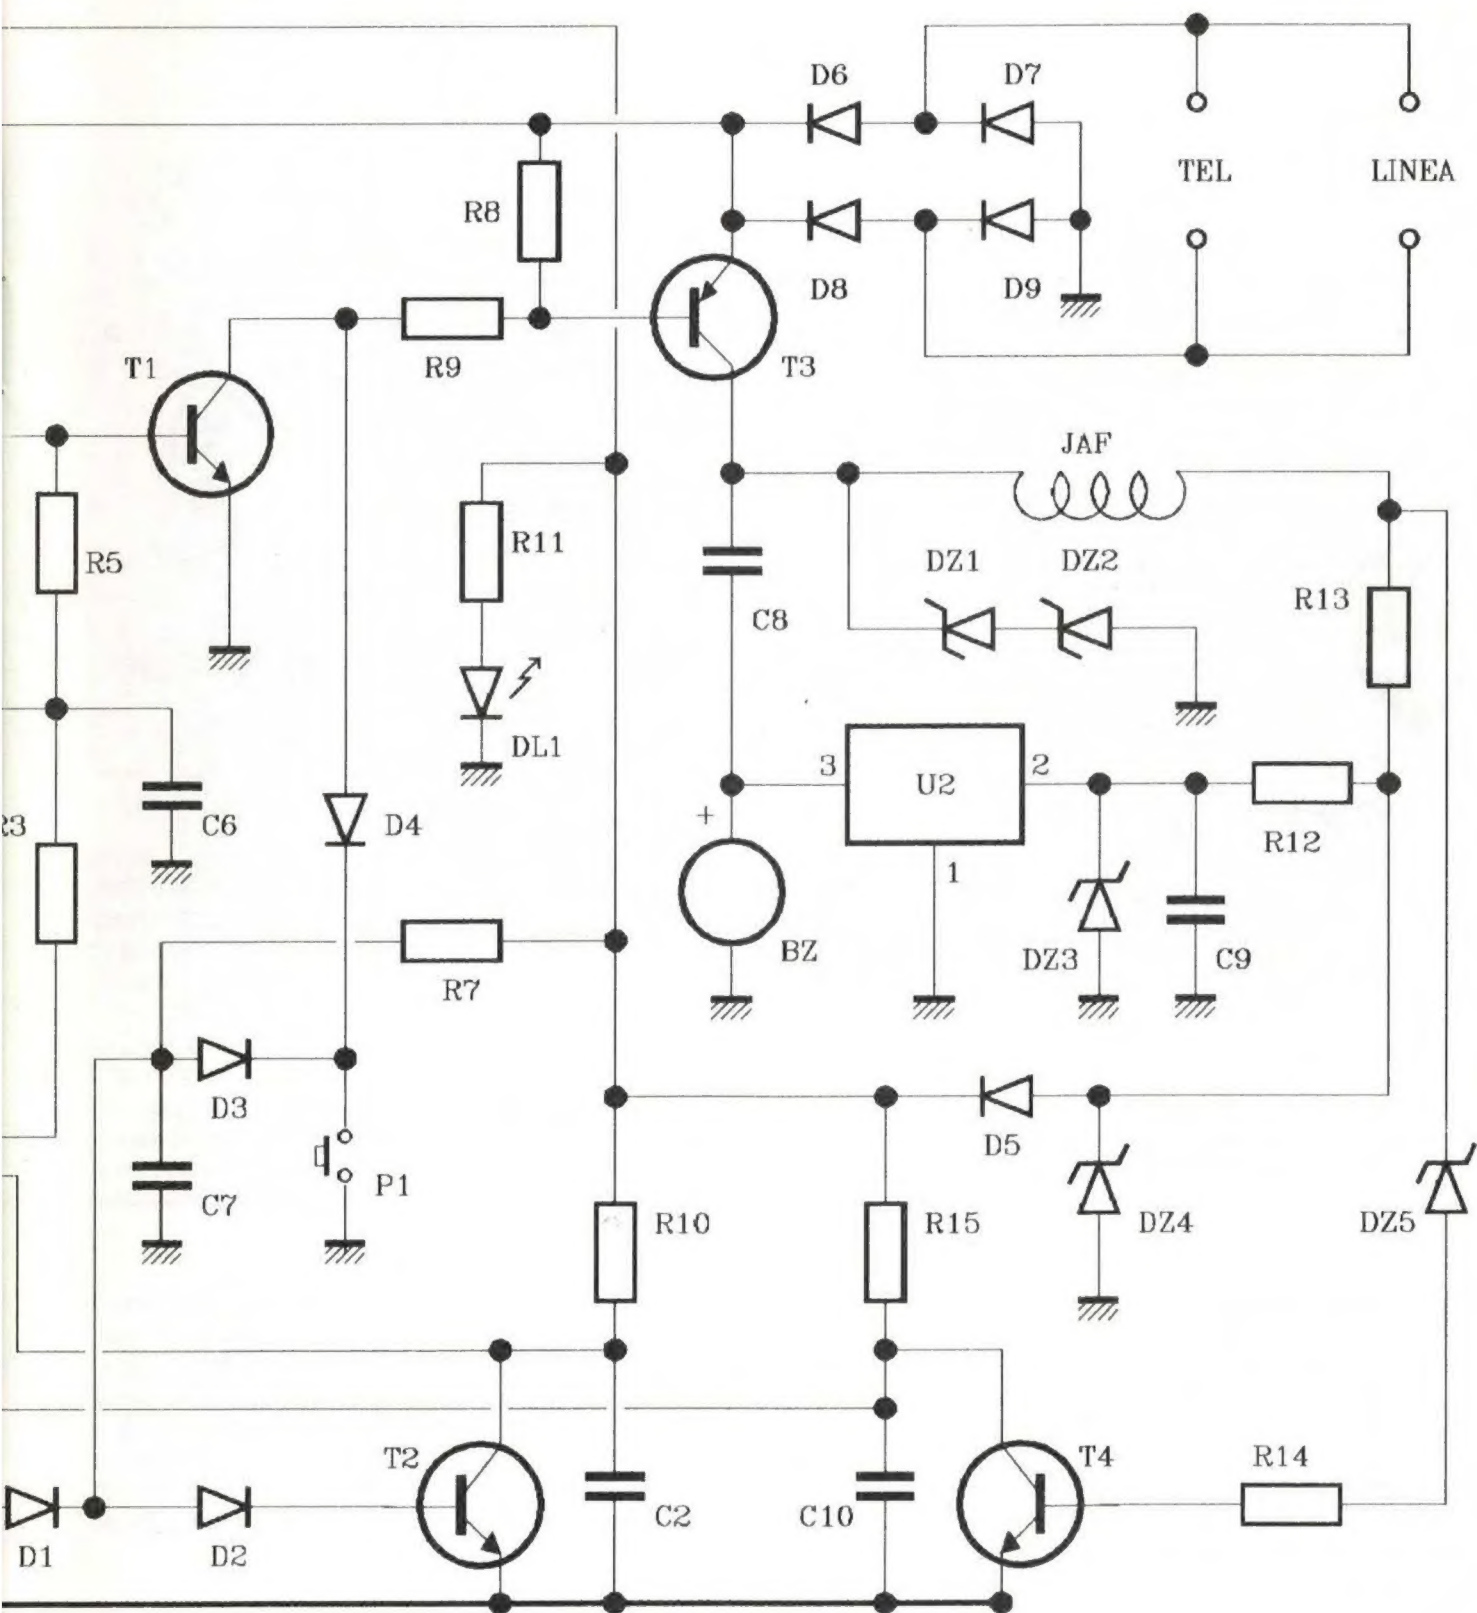 D6
D7
TEL
LINEA
R8
D8
D9
T1
R9
T3
JAF
R5
R11
DZ1
DZ2
C8
R13
DL1
3
U2
2
C6
D4
+
R12
1
BZ
DZ3
C9
R7
D3
D5
C7
P1
R10
R15
DZ4
DZ5
T2
T4
R14
C2
C10
D1
D2